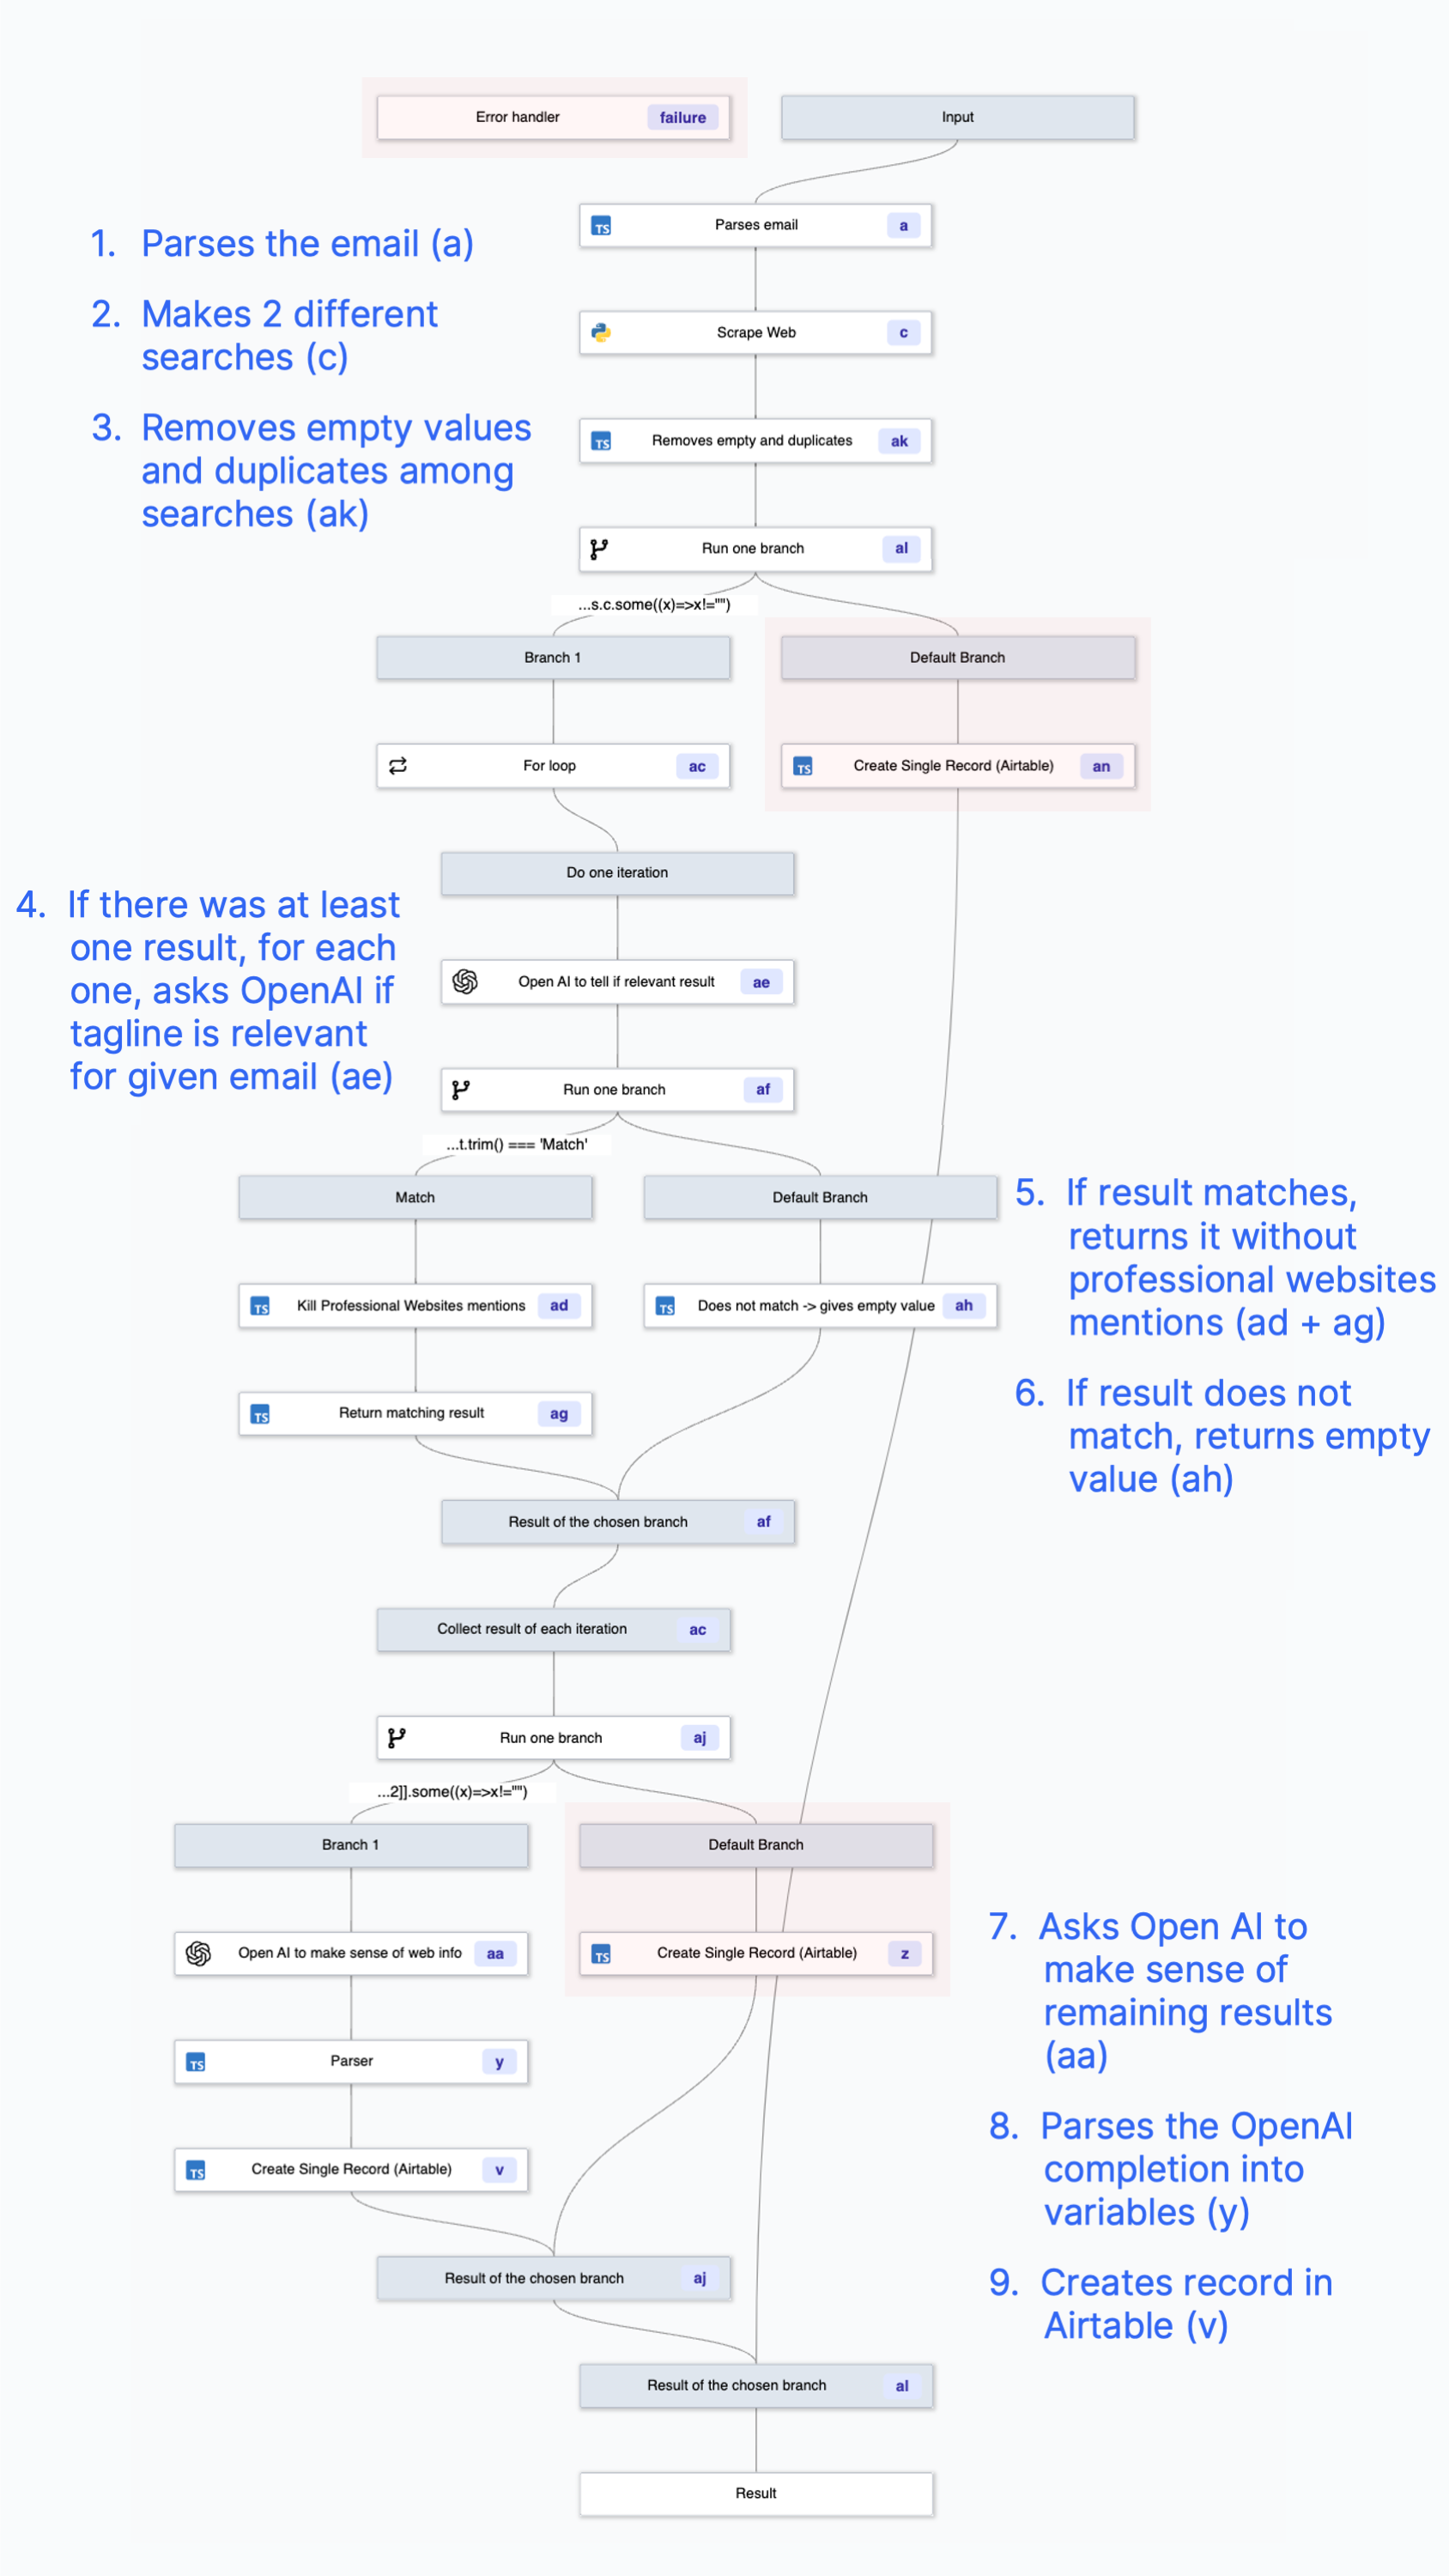 Error handler failure
Input
TS Parses email a
1. Parses the email (a)
2. Makes 2 different
searches (c)
Scrape Web c
3. Removes empty values
and duplicates among
searches (ak)
TS Removes empty and duplicates ak
Run one branch al
...s.c.some((x)=>x!="")
Branch 1
Default Branch
For loop ac
TS Create Single Record (Airtable) an
Do one iteration
4. If there was at least
one result, for each
one, asks OpenAI if
tagline is relevant
for given email (ae)
Open AI to tell if relevant result ae
Run one branch af
...t.trim() === 'Match'
Match
Default Branch
5. If result matches,
returns it without
professional websites
mentions (ad + ag)
TS Kill Professional Websites mentions ad
TS Does not match -> gives empty value ah
6. If result does not
match, returns empty
value (ah)
TS Return matching result ag
Result of the chosen branch af
Collect result of each iteration ac
Run one branch aj
...2]].some((x)=>x!="")
Branch 1
Default Branch
Open AI to make sense of web info aa
TS Create Single Record (Airtable) z
7. Asks Open AI to
make sense of
remaining results
(aa)
TS Parser y
8. Parses the OpenAI
completion into
variables (y)
TS Create Single Record (Airtable) v
Result of the chosen branch aj
9. Creates record in
Airtable (v)
Result of the chosen branch al
Result